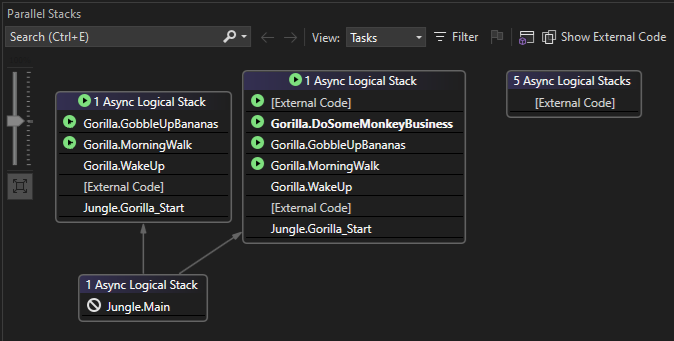 Parallel Stacks
Search (Ctrl+E) View: Tasks Filter Show External Code
1 Async Logical Stack
Gorilla.GobbleUpBananas
Gorilla.MorningWalk
Gorilla.WakeUp
[External Code]
Jungle.Gorilla_Start
1 Async Logical Stack
[External Code]
Gorilla.DoSomeMonkeyBusiness
Gorilla.GobbleUpBananas
Gorilla.MorningWalk
Gorilla.WakeUp
[External Code]
Jungle.Gorilla_Start
5 Async Logical Stacks
[External Code]
1 Async Logical Stack
Jungle.Main